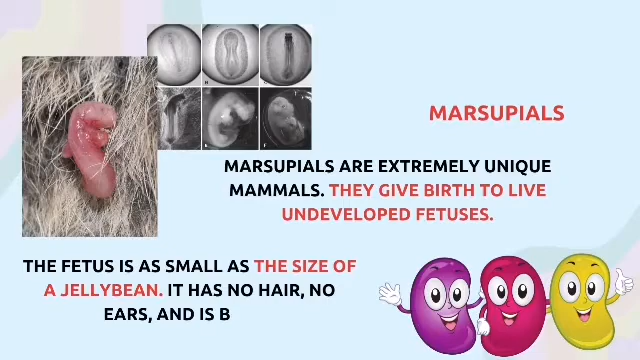 MARSUPIALS
MARSUPIALS ARE EXTREMELY UNIQUE
MAMMALS. THEY GIVE BIRTH TO LIVE
UNDEVELOPED FETUSES.
THE FETUS IS AS SMALL AS THE SIZE OF
A JELLYBEAN. IT HAS NO HAIR, NO
EARS, AND IS B